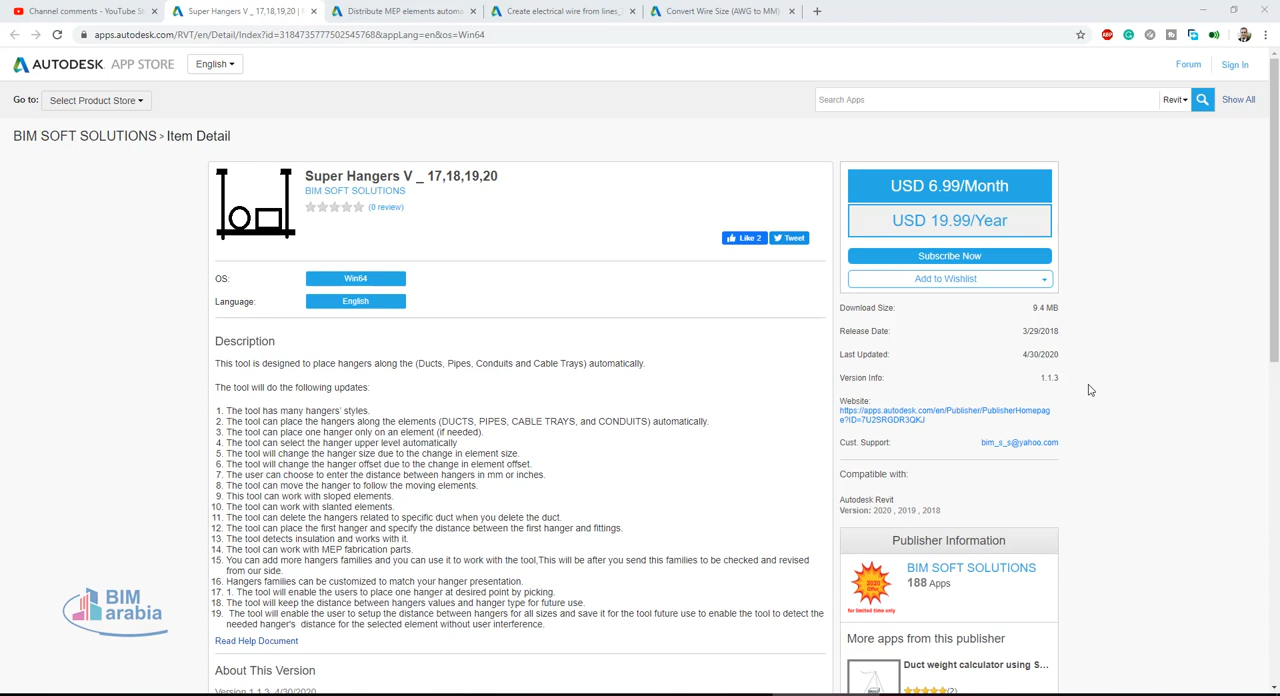 Channel comments - YouTube St
Super Hangers V _ 17,18,19,20 | R
Distribute MEP elements automa
Create electrical wire from lines_
Convert Wire Size (AWG to MM)
apps.autodesk.com/RVT/en/Detail/Index?id=3184735777502545768&appLang=en&os=Win64
AUTODESK APP STORE
English
Forum
Sign In
Go to:
Select Product Store
Search Apps
Revit
Show All
BIM SOFT SOLUTIONS > Item Detail
Super Hangers V _ 17,18,19,20
BIM SOFT SOLUTIONS
(0 review)
Like 2
Tweet
OS:
Win64
Language:
English
Description
This tool is designed to place hangers along the (Ducts, Pipes, Conduits and Cable Trays) automatically.
The tool will do the following updates:
1. The tool has many hangers' styles.
2. The tool can place the hangers along the elements (DUCTS, PIPES, CABLE TRAYS, and CONDUITS) automatically.
3. The tool can place one hanger only on an element (if needed).
4. The tool can select the hanger upper level automatically
5. The tool will change the hanger size due to the change in element size.
6. The tool will change the hanger offset due to the change in element offset.
7. The user can choose to enter the distance between hangers in mm or inches.
8. The tool can move the hanger to follow the moving elements.
9. This tool can work with sloped elements.
10. The tool can work with slanted elements.
11. The tool can delete the hangers related to specific duct when you delete the duct.
12. The tool can place the first hanger and specify the distance between the first hanger and fittings.
13. The tool detects insulation and works with it.
14. The tool can work with MEP fabrication parts.
15. You can add more hangers families and you can use it to work with the tool,This will be after you send this families to be checked and revised
from our side.
16. Hangers families can be customized to match your hanger presentation.
17. 1. The tool will enable the users to place one hanger at desired point by picking.
18. The tool will keep the distance between hangers values and hanger type for future use.
19. The tool will enable the user to setup the distance between hangers for all sizes and save it for the tool future use to enable the tool to detect the
needed hanger's distance for the selected element without user interference.
Read Help Document
About This Version
Version 1.1.3, 4/30/2020
USD 6.99/Month
USD 19.99/Year
Subscribe Now
Add to Wishlist
Download Size: 9.4 MB
Release Date: 3/29/2018
Last Updated: 4/30/2020
Version Info: 1.1.3
Website:
https://apps.autodesk.com/en/Publisher/PublisherHomepag
e?ID=7U2SRGDR3QKJ
Cust. Support: bim_s_s@yahoo.com
Compatible with:
Autodesk Revit
Version: 2020 , 2019 , 2018
Publisher Information
2020
Offer
for limited time only
BIM SOFT SOLUTIONS
188 Apps
More apps from this publisher
Duct weight calculator using S...
(2)
BIM
arabia